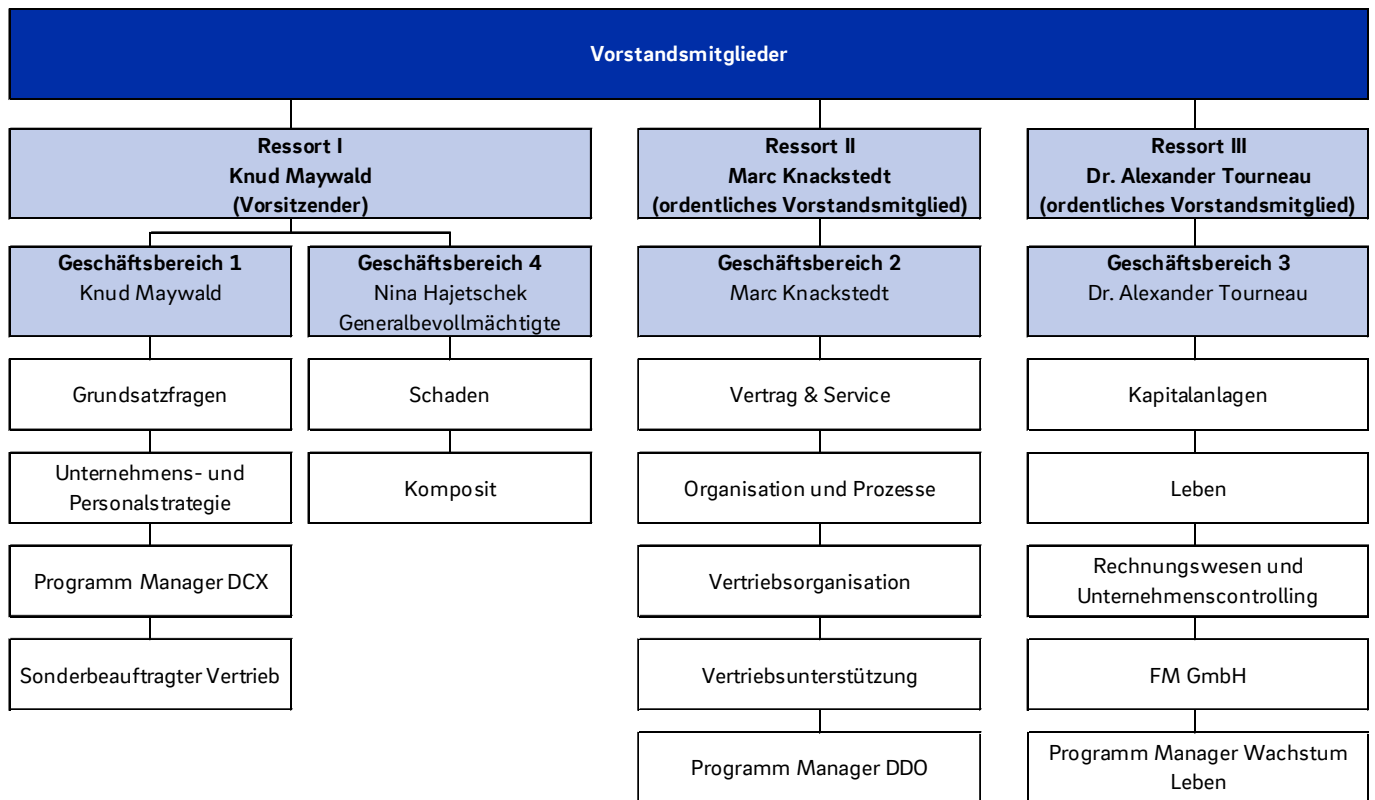 Vorstandsmitglieder
Ressort I
Knud Maywald
(Vorsitzender)
Ressort II
Marc Knackstedt
(ordentliches Vorstandsmitglied)
Ressort III
Dr. Alexander Tourneau
(ordentliches Vorstandsmitglied)
Geschäftsbereich 1
Knud Maywald
Geschäftsbereich 4
Nina Hajetschek
Generalbevollmächtigte
Geschäftsbereich 2
Marc Knackstedt
Geschäftsbereich 3
Dr. Alexander Tourneau
Grundsatzfragen
Schaden
Vertrag & Service
Kapitalanlagen
Unternehmens- und
Personalstrategie
Komposit
Organisation und Prozesse
Leben
Programm Manager DCX
Vertriebsorganisation
Rechnungswesen und
Unternehmenscontrolling
Sonderbeauftragter Vertrieb
Vertriebsunterstützung
FM GmbH
Programm Manager DDO
Programm Manager Wachstum
Leben